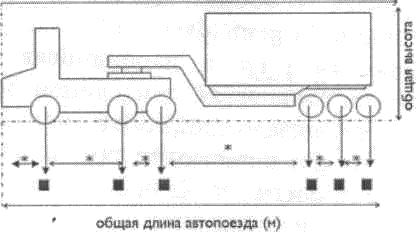 общая высота
* * * * * *
общая длина автопоезда (м)